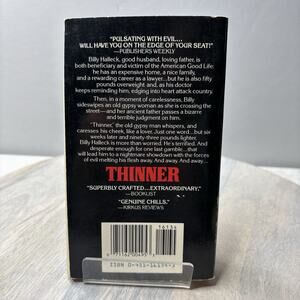 "PULSATING WITH EVIL...
WILL HAVE YOU ON THE EDGE OF YOUR SEAT!"
—PUBLISHERS WEEKLY
Billy Halleck, good husband, loving father, is
both beneficiary and victim of the American Good Life:
he has an expensive home, a nice family,
and a rewarding career as a lawyer...but he is also fifty
pounds overweight and, as his doctor
keeps reminding him, edging into heart attack country.
Then, in a moment of carelessness, Billy
sideswipes an old gypsy woman as she is crossing the
street—and her ancient father passes a bizarre
and terrible judgment on him.
"Thinner," the old gypsy man whispers, and
caresses his cheek, like a lover. Just one word...but six
weeks later and ninety-three pounds lighter,
Billy Halleck is more than worried. He's terrified. And
desperate enough for one last gamble...that
will lead him to a nightmare showdown with the forces
of evil melting his flesh away. And away. And away...
THINNER
"SUPERBLY CRAFTED...EXTRAORDINARY."
—BOOKLIST
"GENUINE CHILLS."
—KIRKUS REVIEWS
16134
ISBN 0-451-16134-3